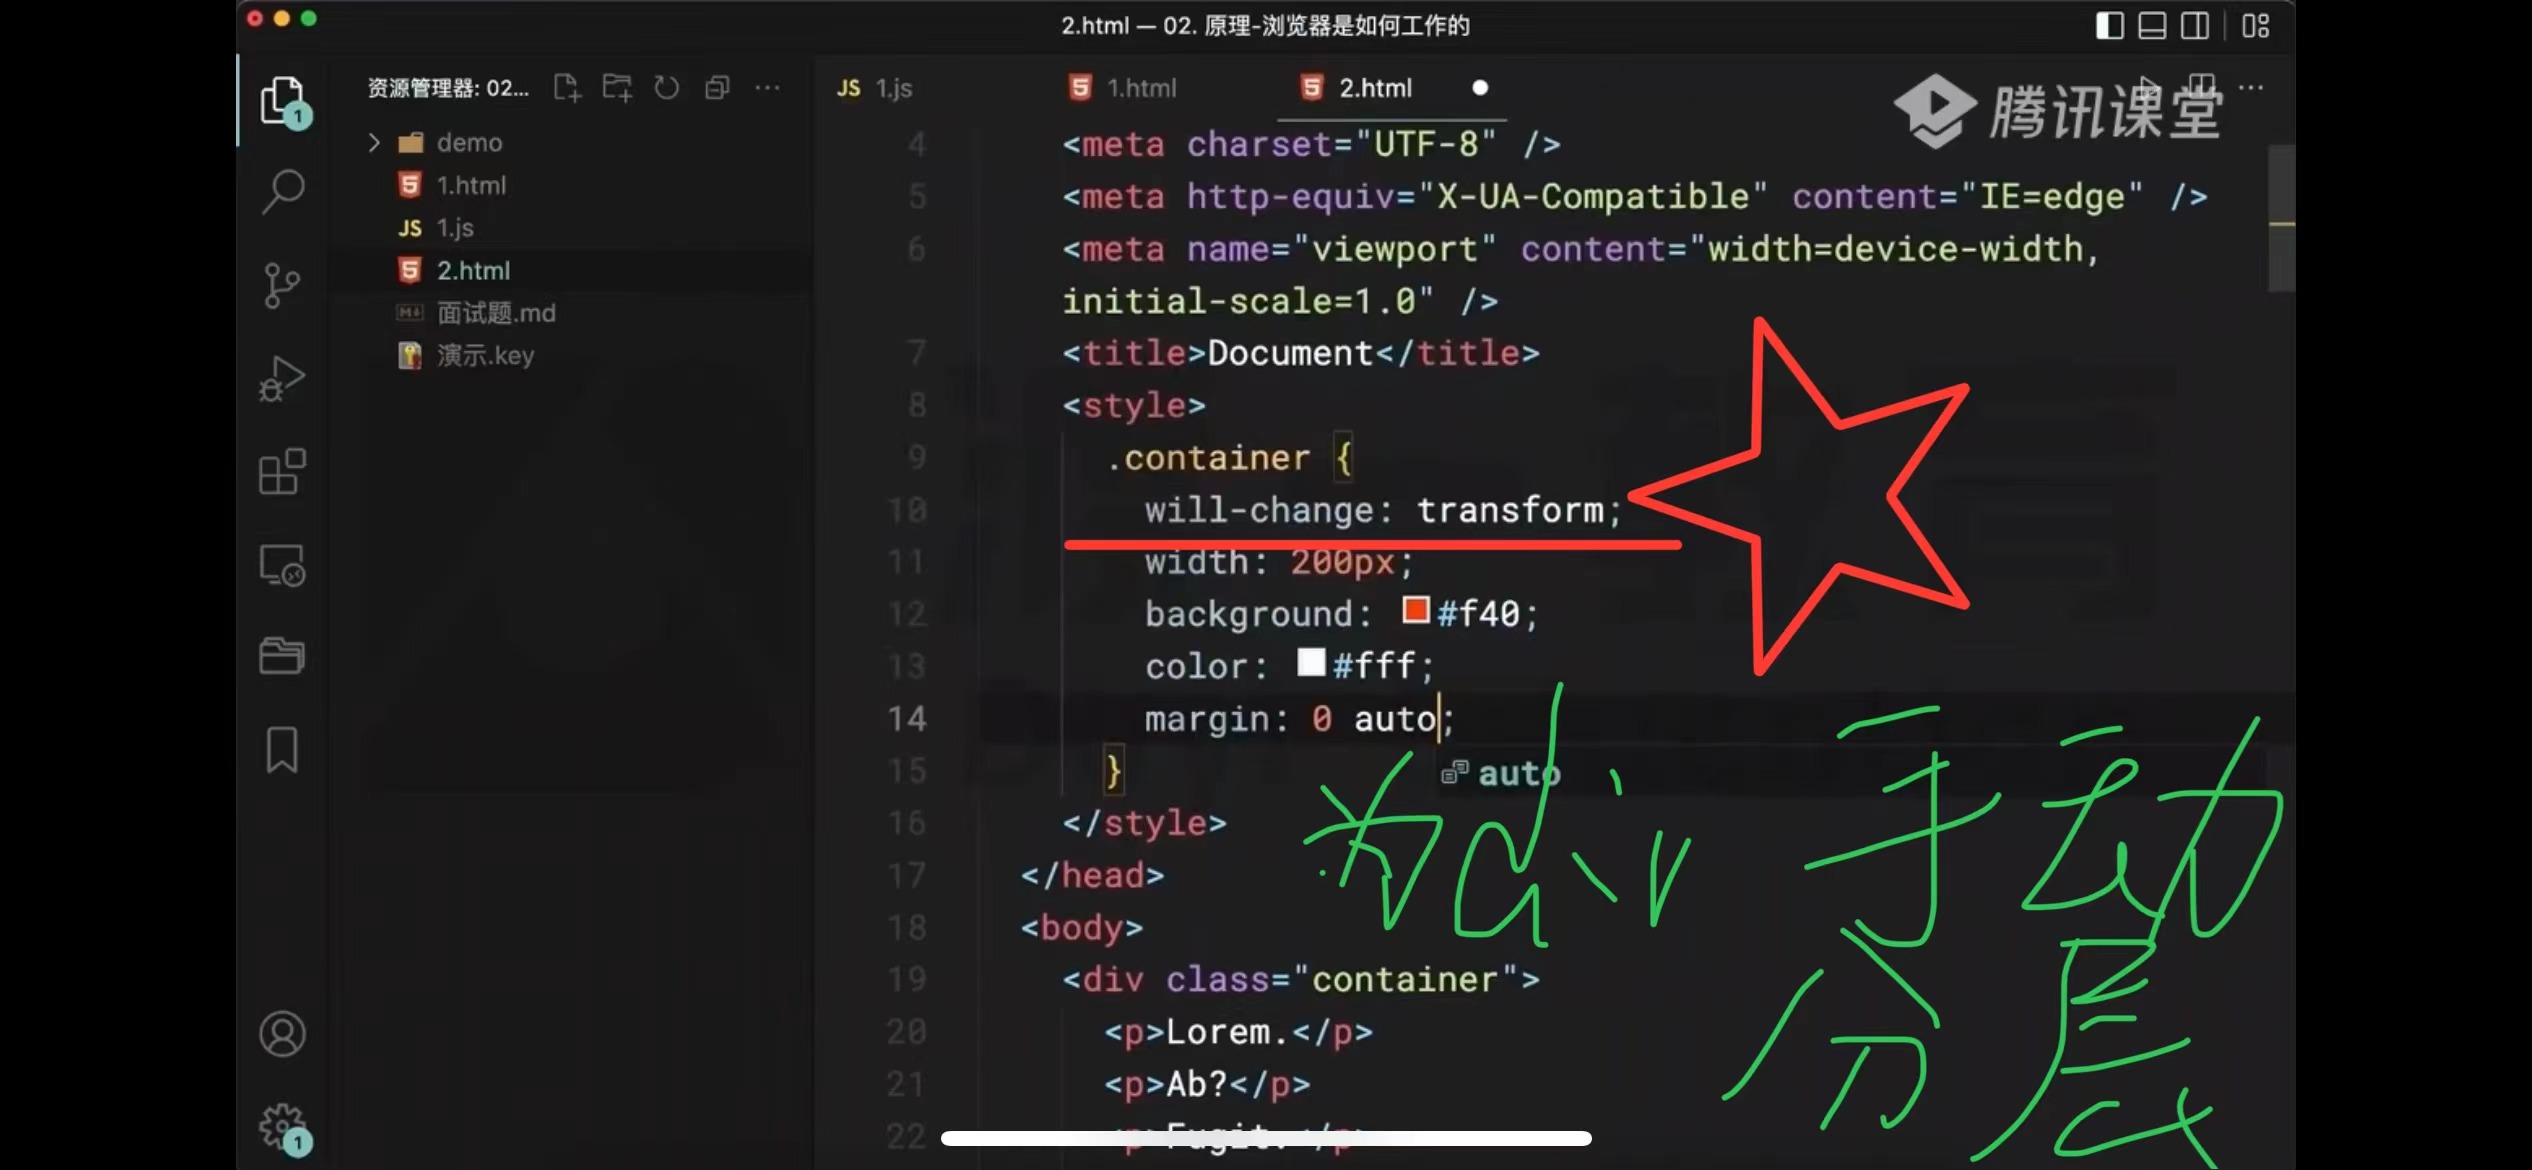 2.html — 02. 原理-浏览器是如何工作的
资源管理器: 02...
JS 1.js
1.html
2.html
腾讯课堂
1
demo
1.html
JS 1.js
2.html
面试题.md
演示.key
4 <meta charset="UTF-8" />
5 <meta http-equiv="X-UA-Compatible" content="IE=edge" />
6 <meta name="viewport" content="width=device-width,
initial-scale=1.0" />
7 <title>Document</title>
8 <style>
9 .container {
10 will-change: transform;
11 width: 200px;
12 background: #f40;
13 color: #fff;
14 margin: 0 auto;
15 }
auto
16 </style>
17 </head>
18 <body>
19 <div class="container">
20 <p>Lorem.</p>
21 <p>Ab?</p>
22 <p>Fugit.</p>
为div 手动
分层
1